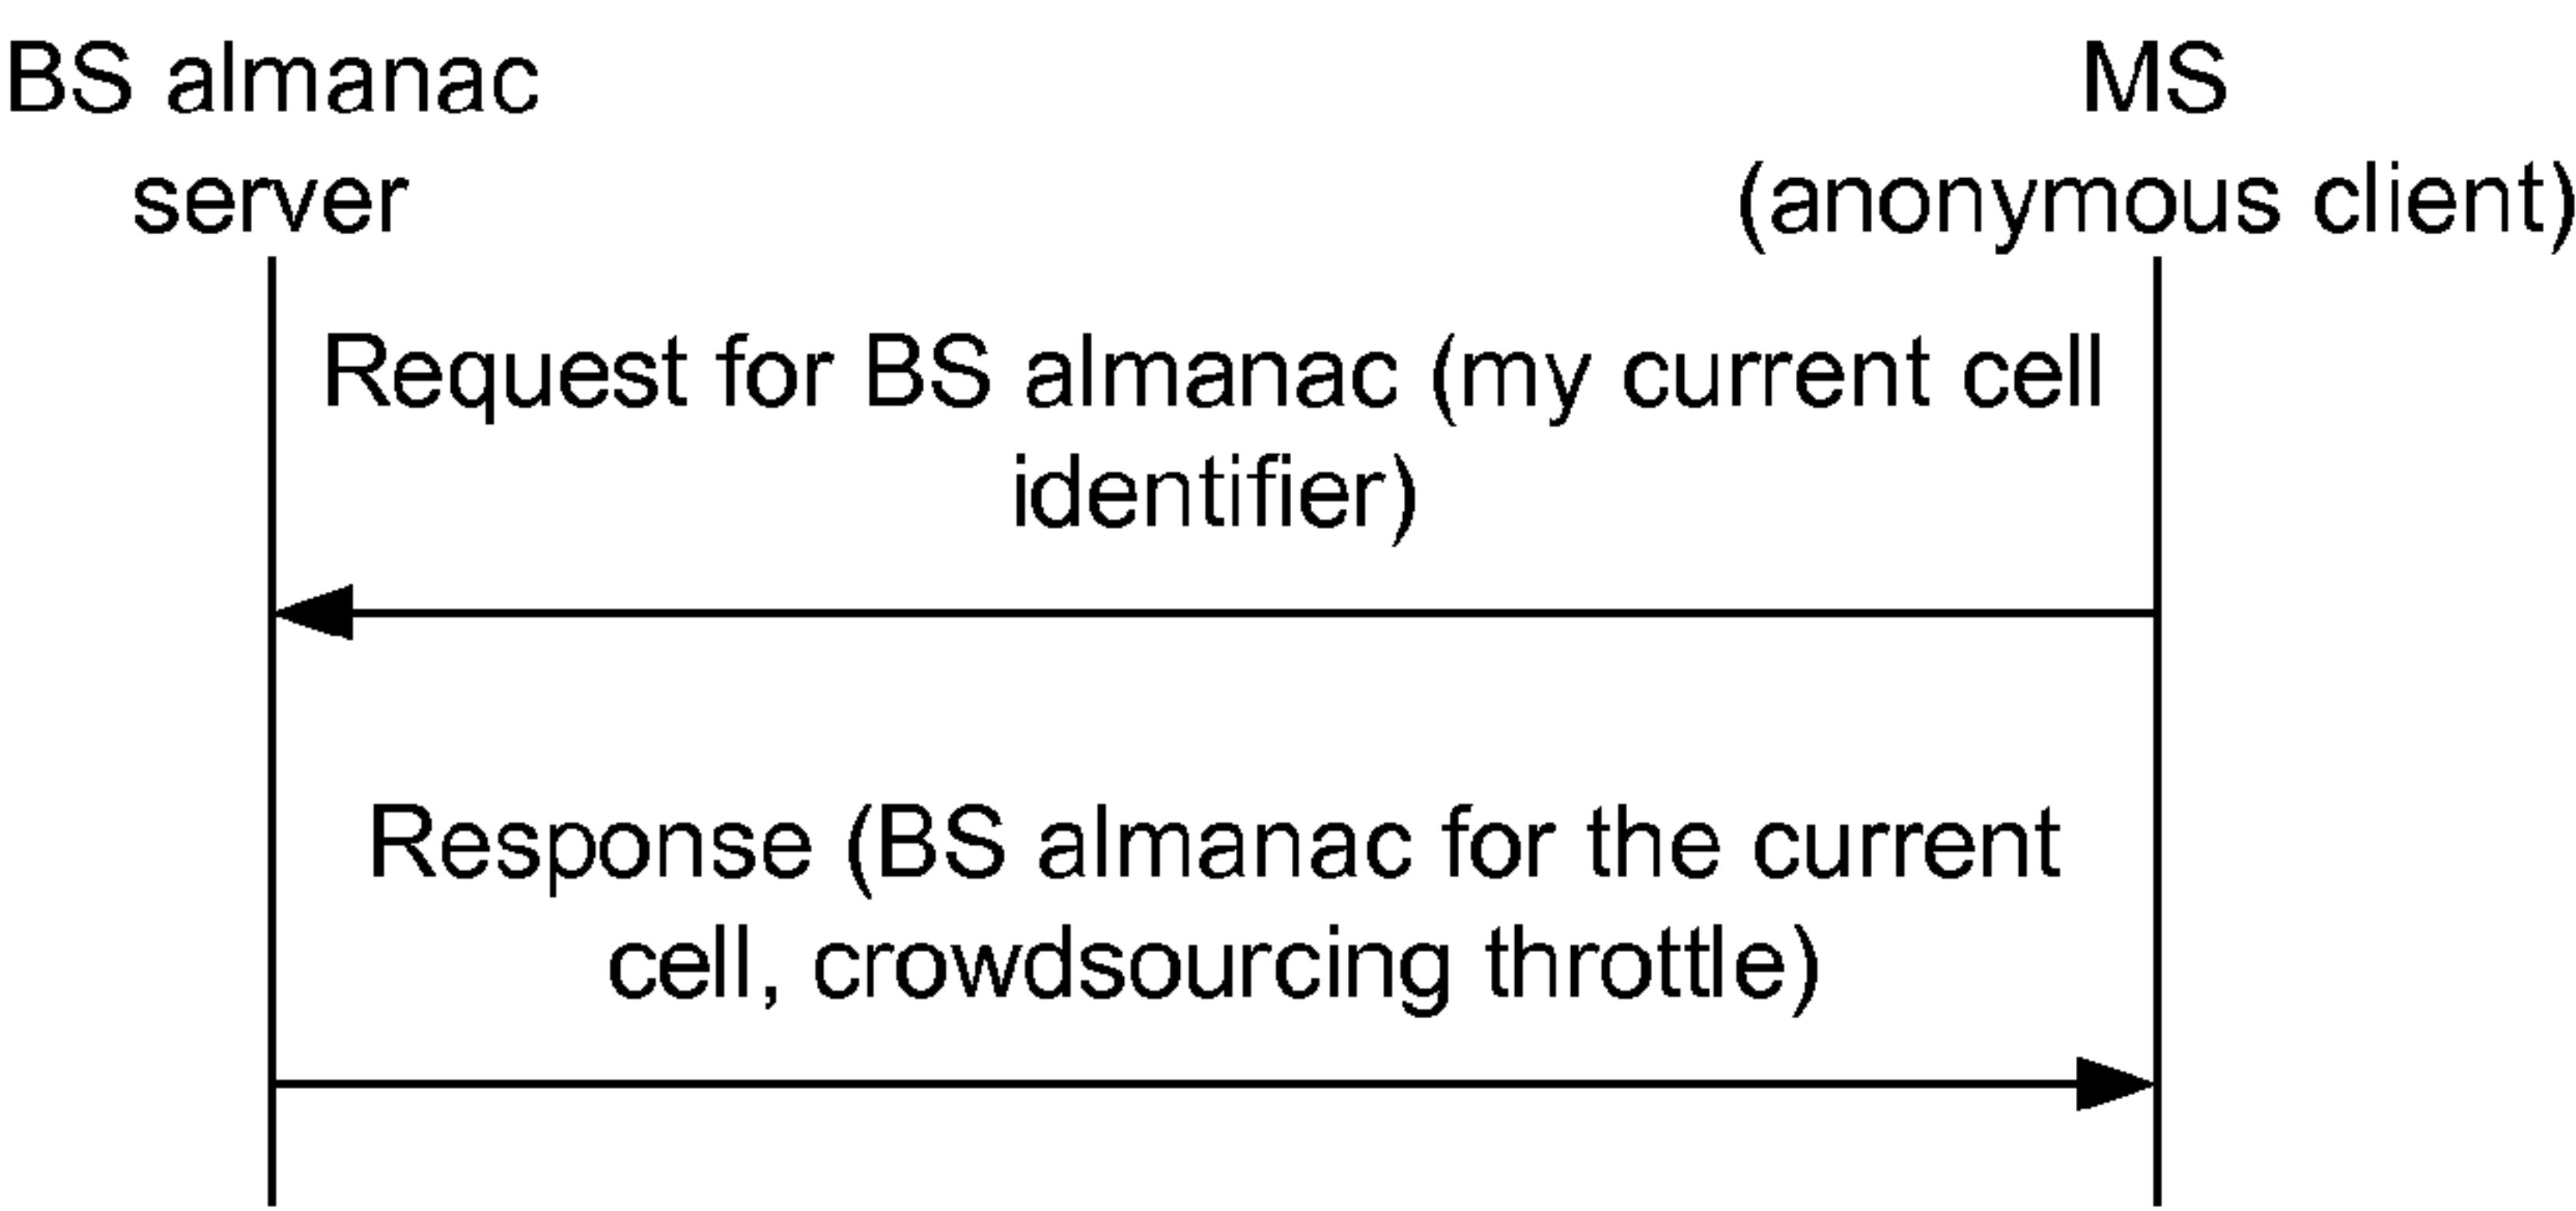 BS almanac
server
MS
(anonymous client)
Request for BS almanac (my current cell
identifier)
Response (BS almanac for the current
cell, crowdsourcing throttle)